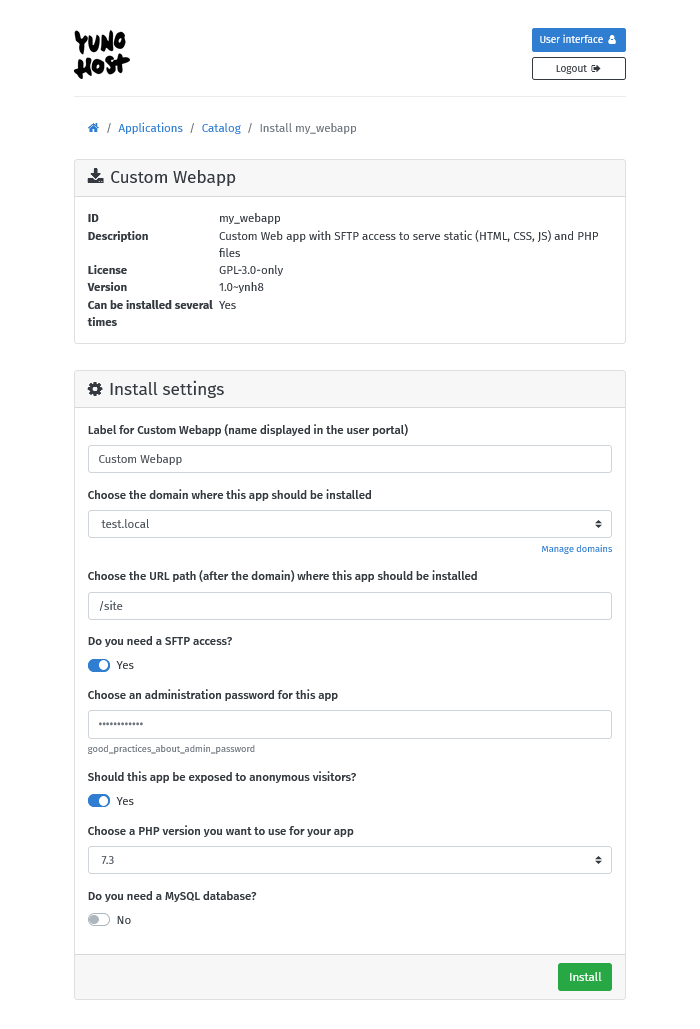 YUNO
HOST
User interface
Logout
/ Applications / Catalog / Install my_webapp
Custom Webapp
ID my_webapp
Description Custom Web app with SFTP access to serve static (HTML, CSS, JS) and PHP
files
License GPL-3.0-only
Version 1.0~ynh8
Can be installed several Yes
times
Install settings
Label for Custom Webapp (name displayed in the user portal)
Custom Webapp
Choose the domain where this app should be installed
test.local
Manage domains
Choose the URL path (after the domain) where this app should be installed
/site
Do you need a SFTP access?
Yes
Choose an administration password for this app
••••••••••••
good_practices_about_admin_password
Should this app be exposed to anonymous visitors?
Yes
Choose a PHP version you want to use for your app
7.3
Do you need a MySQL database?
No
Install